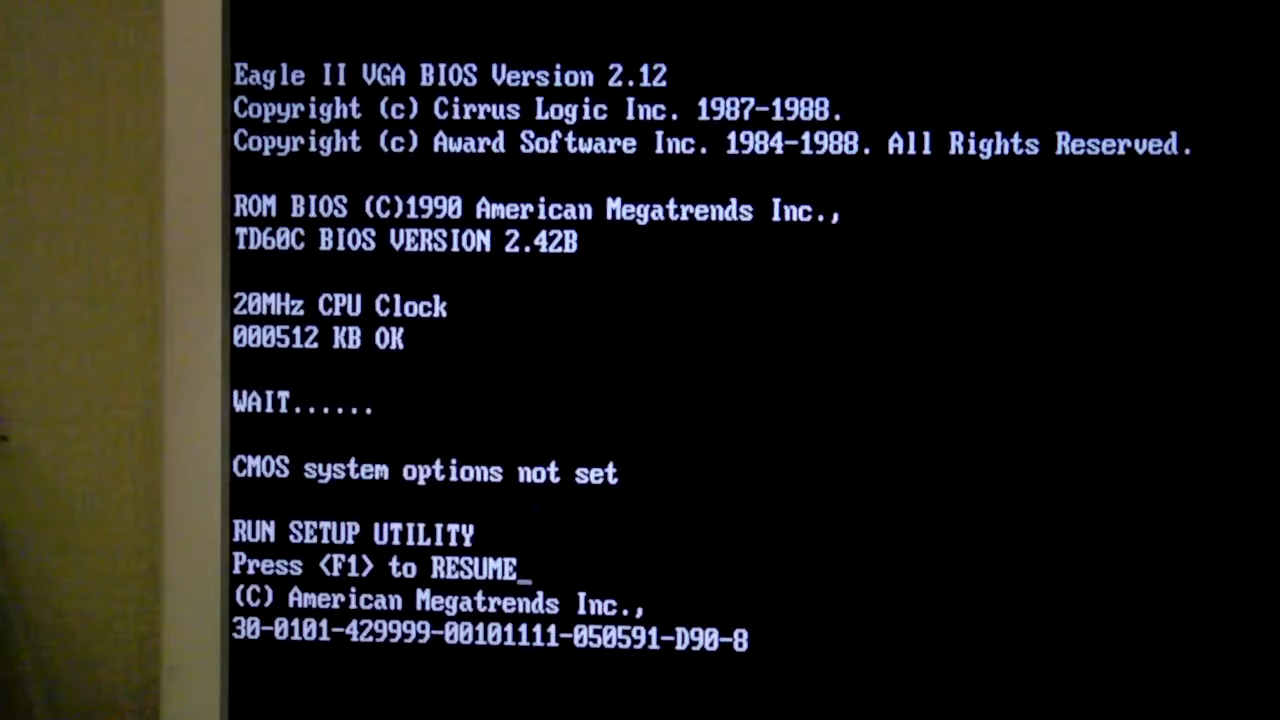 Eagle II VGA BIOS Version 2.12
Copyright (c) Cirrus Logic Inc. 1987-1988.
Copyright (c) Award Software Inc. 1984-1988. All Rights Reserved.
ROM BIOS (C)1990 American Megatrends Inc.,
TD60C BIOS VERSION 2.42B
20MHz CPU Clock
000512 KB OK
WAIT......
CMOS system options not set
RUN SETUP UTILITY
Press <F1> to RESUME_
(C) American Megatrends Inc.,
30-0101-429999-00101111-050591-D90-8